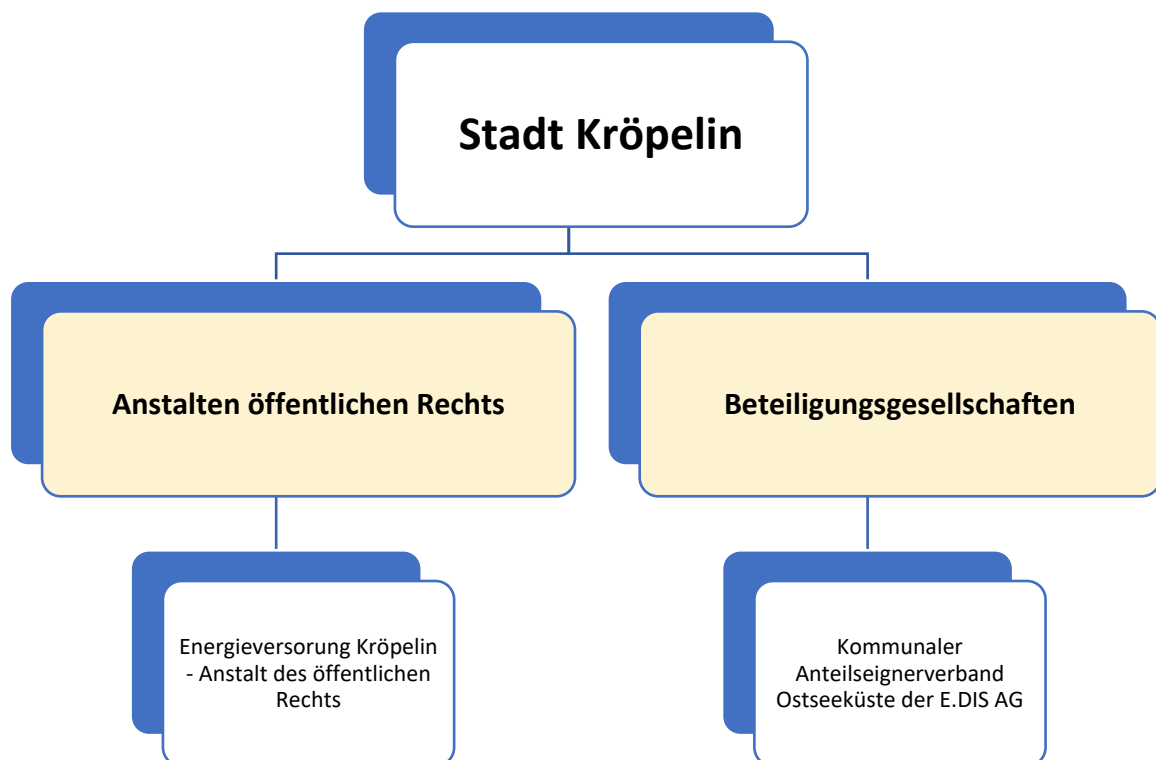 Stadt Kröpelin
Anstalten öffentlichen Rechts
Beteiligungsgesellschaften
Energieversorung Kröpelin
- Anstalt des öffentlichen
Rechts
Kommunaler
Anteilseignerverband
Ostseeküste der E.DIS AG